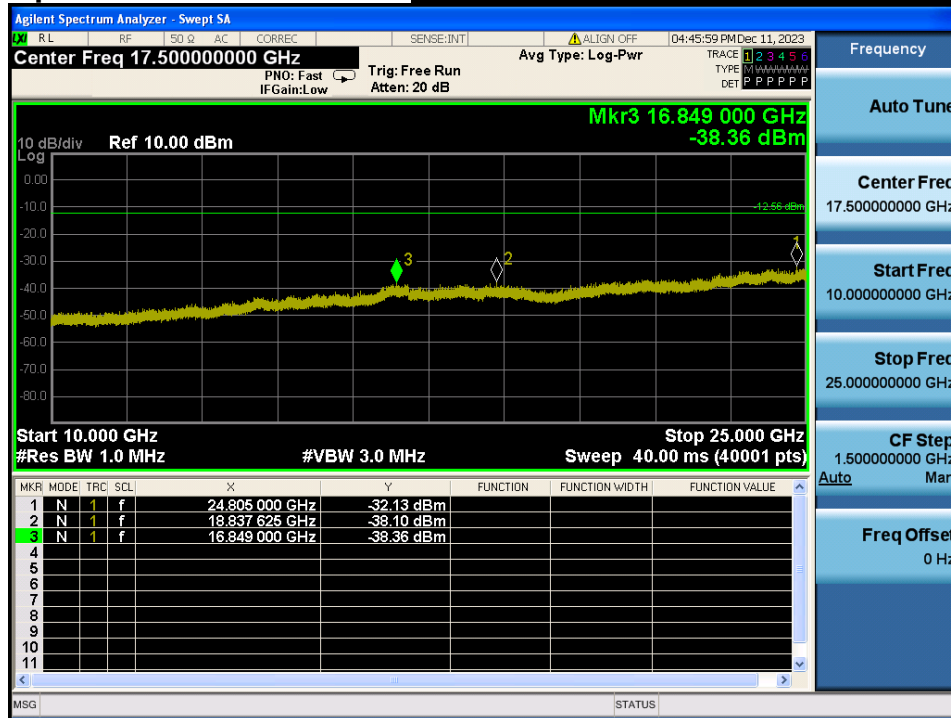 Agilent Spectrum Analyzer - Swept SA
LXI RL RF 50 Ω AC CORREC SENSE:INT ALIGN OFF 04:45:59 PM Dec 11, 2023
Center Freq 17.500000000 GHz Avg Type: Log-Pwr TRACE 1 2 3 4 5 6
PNO: Fast Trig: Free Run TYPE M
IFGain:Low Atten: 20 dB DET P P P P P P
Mkr3 16.849 000 GHz
-38.36 dBm
10 dB/div Ref 10.00 dBm
Log
0.00
-10.0
-12.56 dBm
-20.0
1
-30.0
3 2
-40.0
-50.0
-60.0
-70.0
-80.0
Start 10.000 GHz Stop 25.000 GHz
#Res BW 1.0 MHz #VBW 3.0 MHz Sweep 40.00 ms (40001 pts)
MKR MODE TRC SCL X Y FUNCTION FUNCTION WIDTH FUNCTION VALUE
1 N 1 f 24.805 000 GHz -32.13 dBm
2 N 1 f 18.837 625 GHz -38.10 dBm
3 N 1 f 16.849 000 GHz -38.36 dBm
4
5
6
7
8
9
10
11
MSG STATUS
Frequency
Auto Tune
Center Freq
17.500000000 GHz
Start Freq
10.000000000 GHz
Stop Freq
25.000000000 GHz
CF Step
1.500000000 GHz
Auto Man
Freq Offset
0 Hz